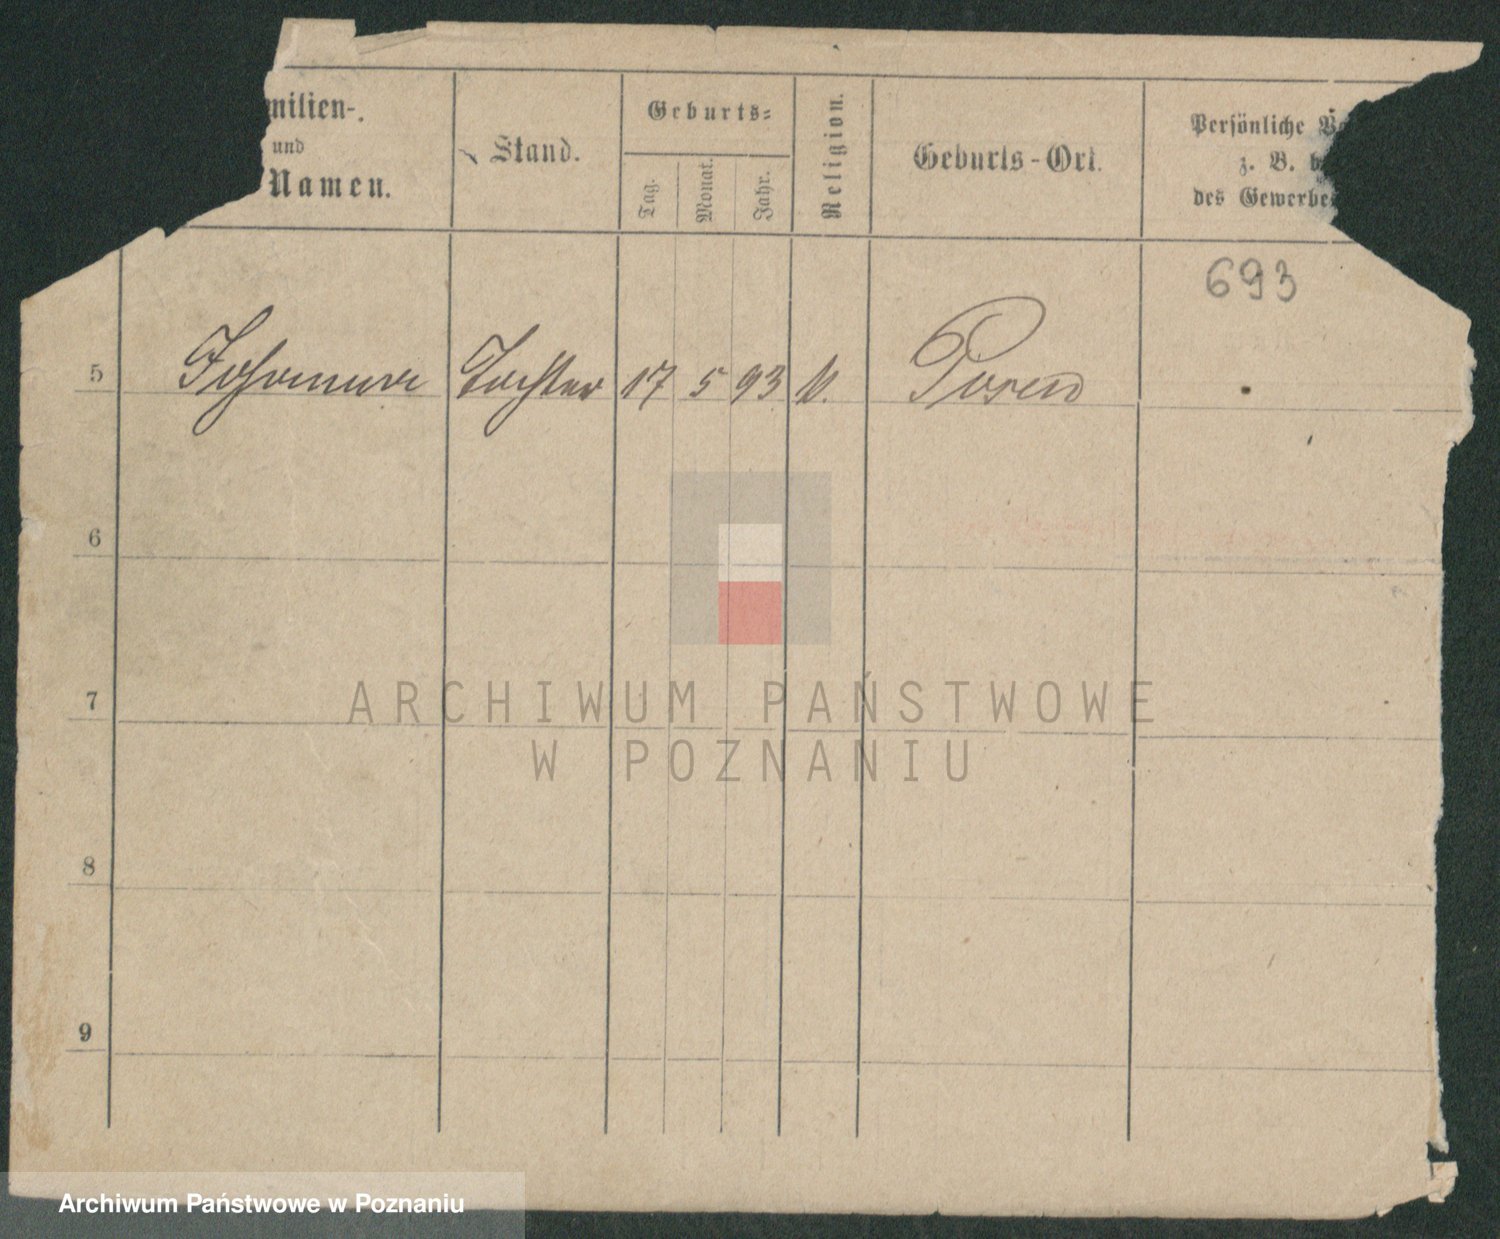 milien-.
und
Namen.
Stand.
Geburts-
Tag.
Monat.
Jahr.
Religion.
Geburts-Ort.
Persönliche
z. B.
des Gewerbe
693
5 Johanna Tochter 17 5 93 Posen
6
7
8
9
ARCHIWUM PAŃSTWOWE
W POZNANIU
Archiwum Państwowe w Poznaniu